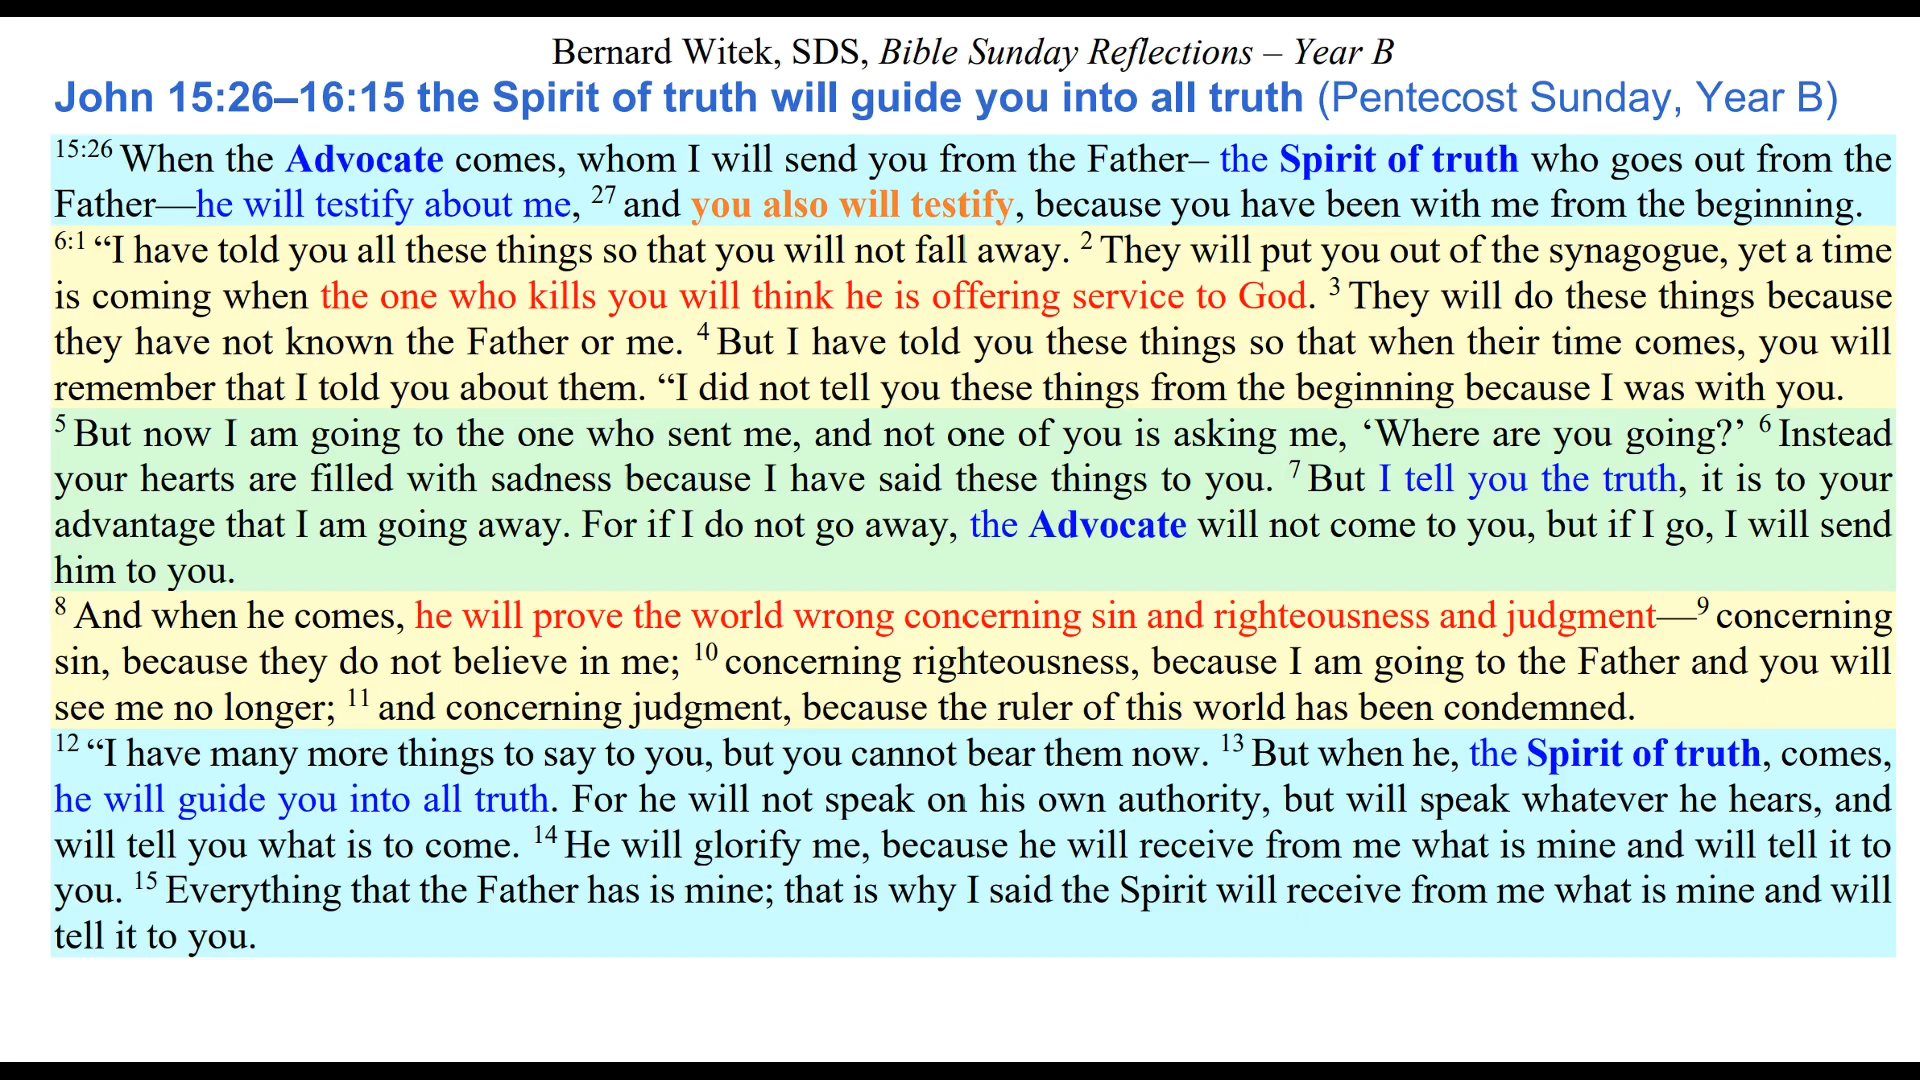 Bernard Witek, SDS, Bible Sunday Reflections – Year B
John 15:26–16:15 the Spirit of truth will guide you into all truth (Pentecost Sunday, Year B)
15:26 When the Advocate comes, whom I will send you from the Father– the Spirit of truth who goes out from the
Father—he will testify about me, 27 and you also will testify, because you have been with me from the beginning.
6:1 “I have told you all these things so that you will not fall away. 2 They will put you out of the synagogue, yet a time
is coming when the one who kills you will think he is offering service to God. 3 They will do these things because
they have not known the Father or me. 4 But I have told you these things so that when their time comes, you will
remember that I told you about them. “I did not tell you these things from the beginning because I was with you.
5 But now I am going to the one who sent me, and not one of you is asking me, ‘Where are you going?’ 6 Instead
your hearts are filled with sadness because I have said these things to you. 7 But I tell you the truth, it is to your
advantage that I am going away. For if I do not go away, the Advocate will not come to you, but if I go, I will send
him to you.
8 And when he comes, he will prove the world wrong concerning sin and righteousness and judgment—9 concerning
sin, because they do not believe in me; 10 concerning righteousness, because I am going to the Father and you will
see me no longer; 11 and concerning judgment, because the ruler of this world has been condemned.
12 “I have many more things to say to you, but you cannot bear them now. 13 But when he, the Spirit of truth, comes,
he will guide you into all truth. For he will not speak on his own authority, but will speak whatever he hears, and
will tell you what is to come. 14 He will glorify me, because he will receive from me what is mine and will tell it to
you. 15 Everything that the Father has is mine; that is why I said the Spirit will receive from me what is mine and will
tell it to you.